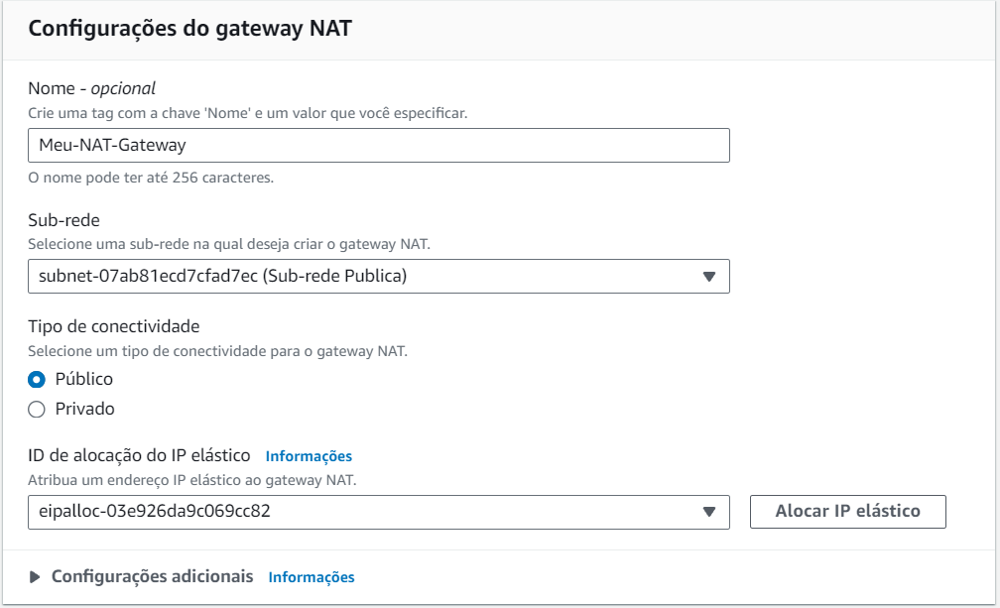 Configurações do gateway NAT
Nome - opcional
Crie uma tag com a chave 'Nome' e um valor que você especificar.
Meu-NAT-Gateway
O nome pode ter até 256 caracteres.
Sub-rede
Selecione uma sub-rede na qual deseja criar o gateway NAT.
subnet-07ab81ecd7cfad7ec (Sub-rede Publica)
Tipo de conectividade
Selecione um tipo de conectividade para o gateway NAT.
Público
Privado
ID de alocação do IP elástico Informações
Atribua um endereço IP elástico ao gateway NAT.
eipalloc-03e926da9c069cc82 Alocar IP elástico
Configurações adicionais Informações